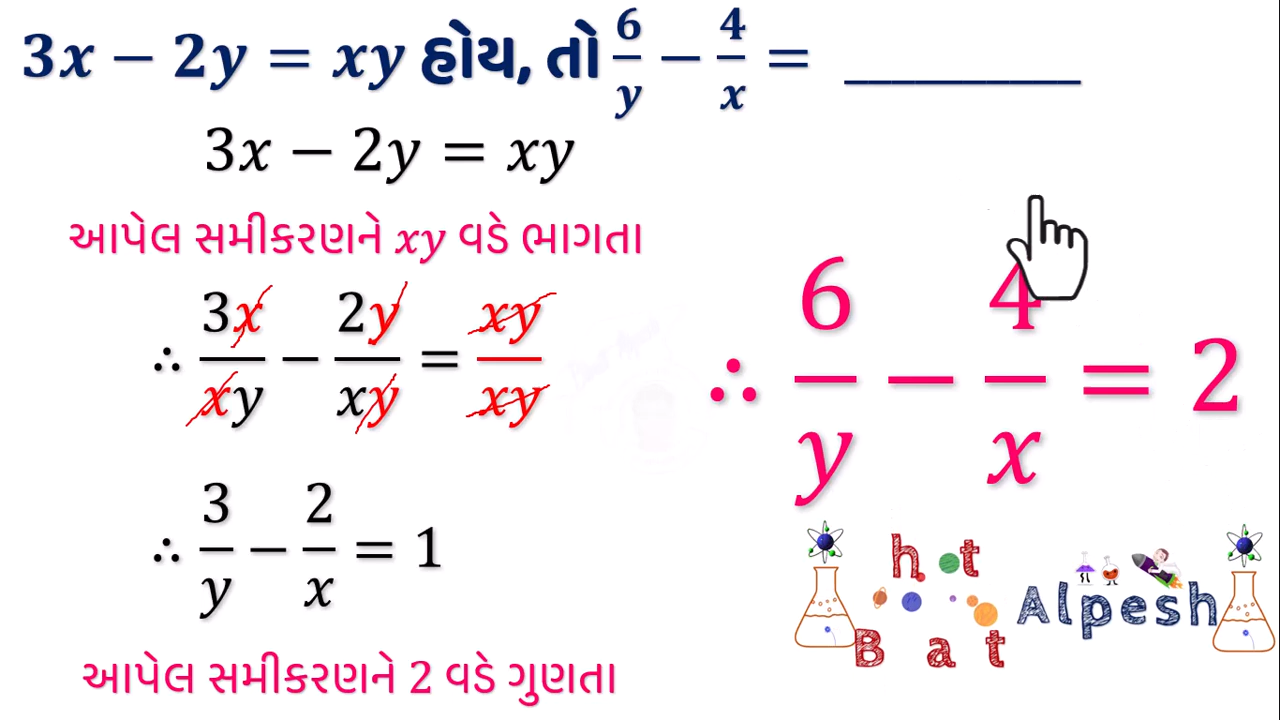 3x − 2y = xy હોય, તો 6/y − 4/x = ________
3x − 2y = xy
આપેલ સમીકરણને xy વડે ભાગતા
∴ 3x/xy − 2y/xy = xy/xy
∴ 3/y − 2/x = 1
આપેલ સમીકરણને 2 વડે ગુણતા
∴ 6/y − 4/x = 2
hot
Bat
Alpesh